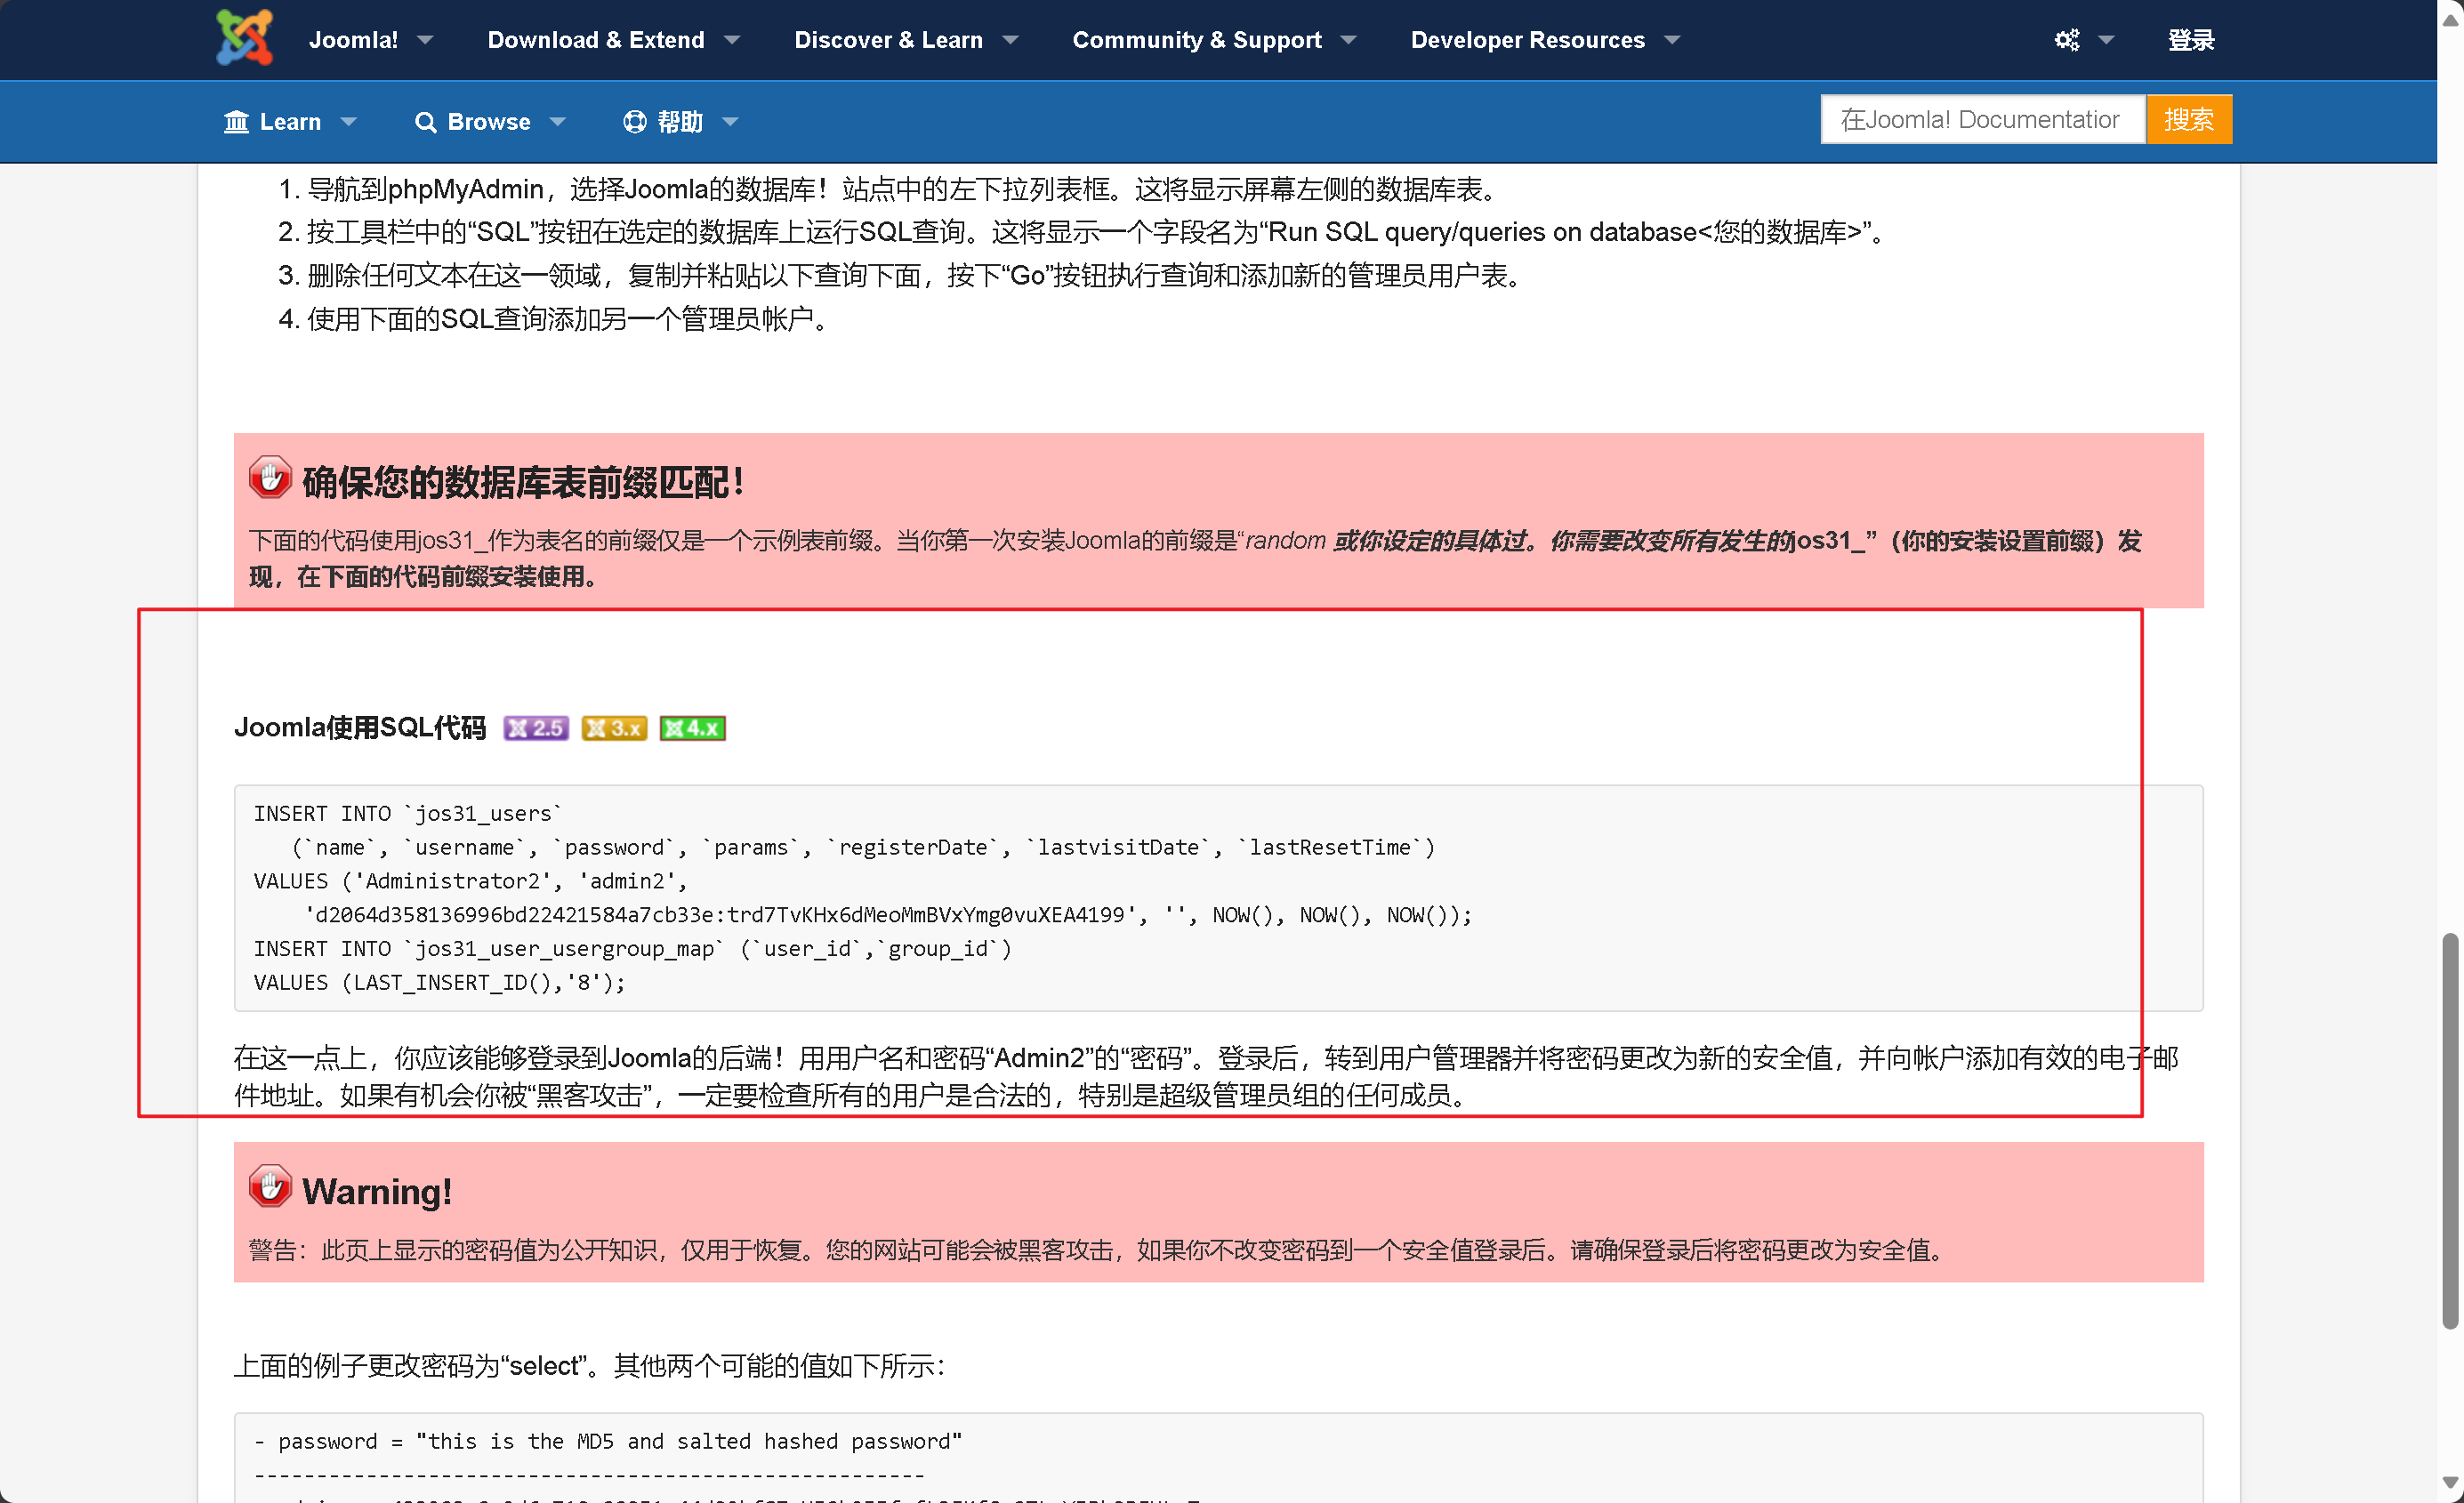 Joomla!
Download & Extend
Discover & Learn
Community & Support
Developer Resources
登录
Learn
Browse
帮助
在Joomla! Documentatior
搜索
1. 导航到phpMyAdmin，选择Joomla的数据库！站点中的左下拉列表框。这将显示屏幕左侧的数据库表。
2. 按工具栏中的“SQL”按钮在选定的数据库上运行SQL查询。这将显示一个字段名为“Run SQL query/queries on database<您的数据库>”。
3. 删除任何文本在这一领域，复制并粘贴以下查询下面，按下“Go”按钮执行查询和添加新的管理员用户表。
4. 使用下面的SQL查询添加另一个管理员帐户。
确保您的数据库表前缀匹配！
下面的代码使用jos31_作为表名的前缀仅是一个示例表前缀。当你第一次安装Joomla的前缀是“random 或你设定的具体过。你需要改变所有发生的jos31_”（你的安装设置前缀）发
现，在下面的代码前缀安装使用。
Joomla使用SQL代码 2.5 3.x 4.x
INSERT INTO `jos31_users`
(`name`, `username`, `password`, `params`, `registerDate`, `lastvisitDate`, `lastResetTime`)
VALUES ('Administrator2', 'admin2',
'd2064d358136996bd22421584a7cb33e:trd7TvKHx6dMeoMmBVxYmg0vuXEA4199', '', NOW(), NOW(), NOW());
INSERT INTO `jos31_user_usergroup_map` (`user_id`,`group_id`)
VALUES (LAST_INSERT_ID(),'8');
在这一点上，你应该能够登录到Joomla的后端！用用户名和密码“Admin2”的“密码”。登录后，转到用户管理器并将密码更改为新的安全值，并向帐户添加有效的电子邮
件地址。如果有机会你被“黑客攻击”，一定要检查所有的用户是合法的，特别是超级管理员组的任何成员。
Warning!
警告：此页上显示的密码值为公开知识，仅用于恢复。您的网站可能会被黑客攻击，如果你不改变密码到一个安全值登录后。请确保登录后将密码更改为安全值。
上面的例子更改密码为“select”。其他两个可能的值如下所示：
- password = "this is the MD5 and salted hashed password"
------------------------------------------------------